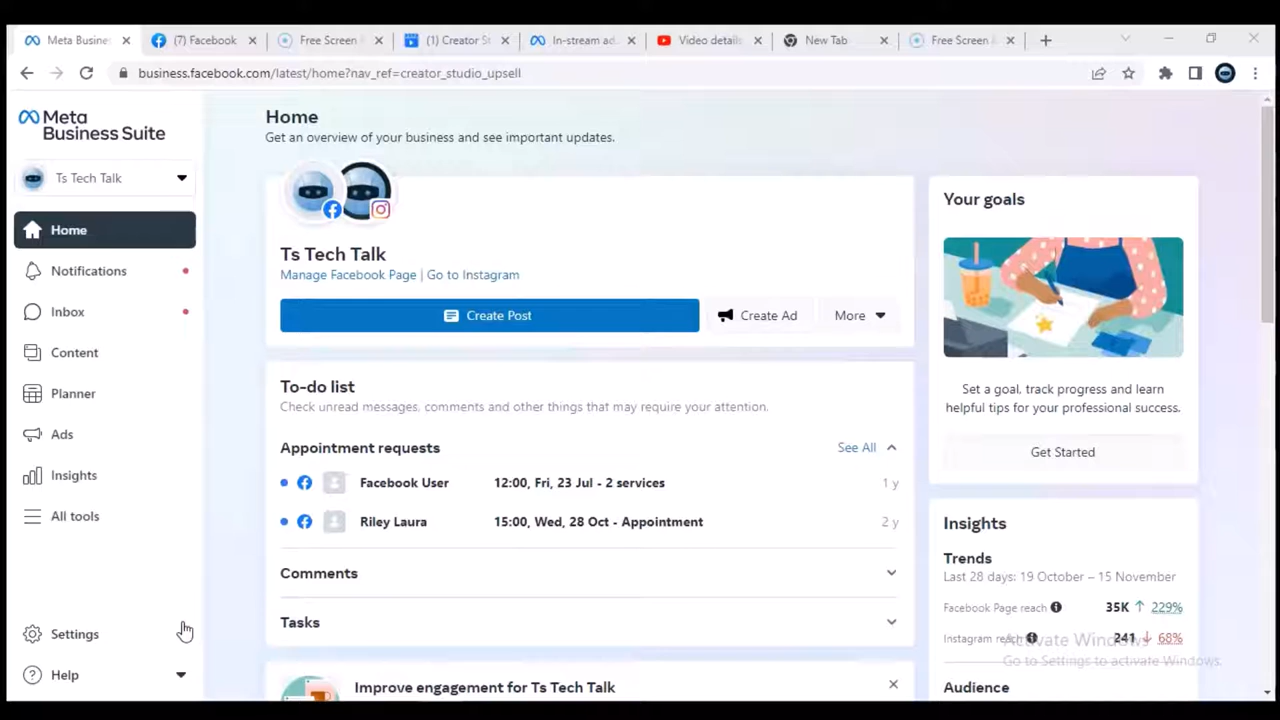 Meta Busine
(7) Facebook
Free Screen
(1) Creator St
In-stream ad
Video details
New Tab
Free Screen &
business.facebook.com/latest/home?nav_ref=creator_studio_upsell
Meta
Business Suite
Ts Tech Talk
Home
Notifications
Inbox
Content
Planner
Ads
Insights
All tools
Settings
Help
Home
Get an overview of your business and see important updates.
Ts Tech Talk
Manage Facebook Page | Go to Instagram
Create Post
Create Ad
More
To-do list
Check unread messages, comments and other things that may require your attention.
Appointment requests
See All
Facebook User 12:00, Fri, 23 Jul - 2 services 1 y
Riley Laura 15:00, Wed, 28 Oct - Appointment 2 y
Comments
Tasks
Improve engagement for Ts Tech Talk
Your goals
Set a goal, track progress and learn
helpful tips for your professional success.
Get Started
Insights
Trends
Last 28 days: 19 October – 15 November
Facebook Page reach 35K ↑ 229%
Instagram reach 241 ↓ 68%
Activate Windows
Go to Settings to activate Windows.
Audience